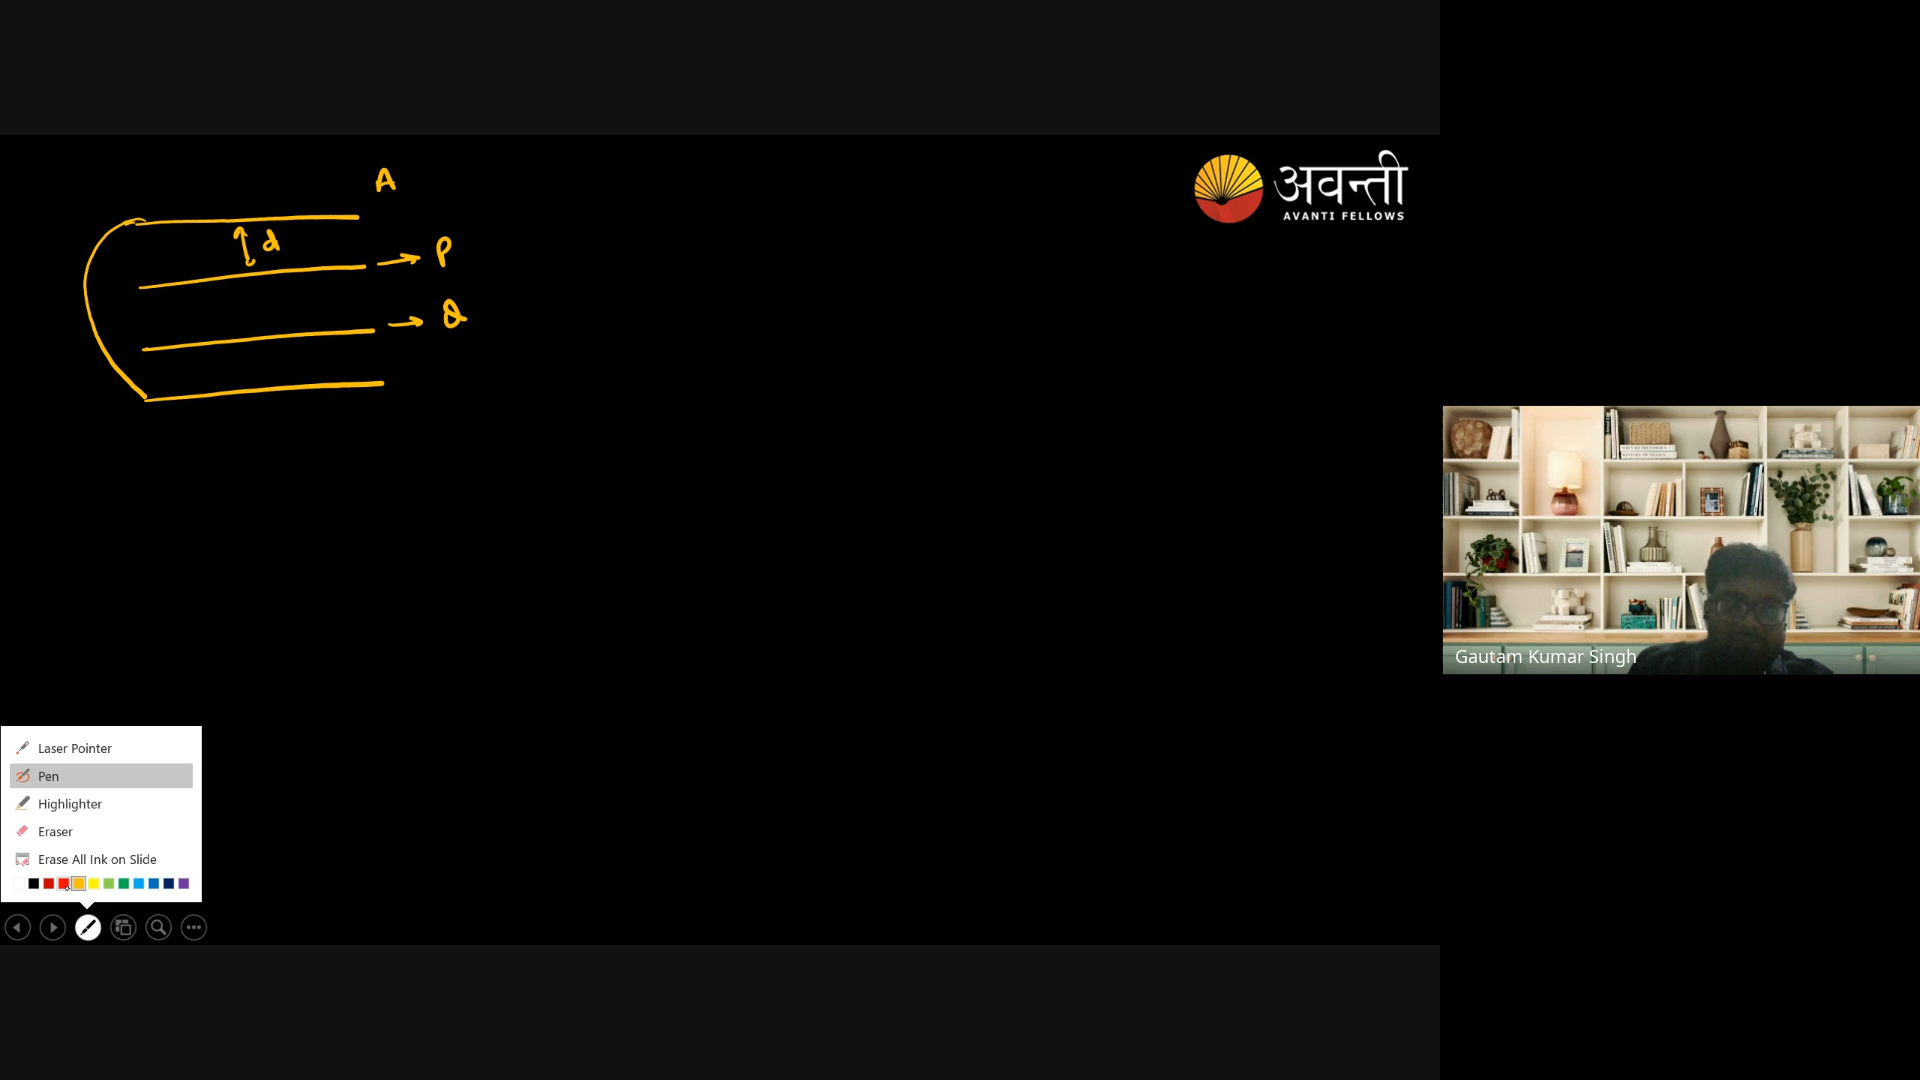 A
d
P
Q
अवन्ती
AVANTI FELLOWS
Gautam Kumar Singh
Laser Pointer
Pen
Highlighter
Eraser
Erase All Ink on Slide